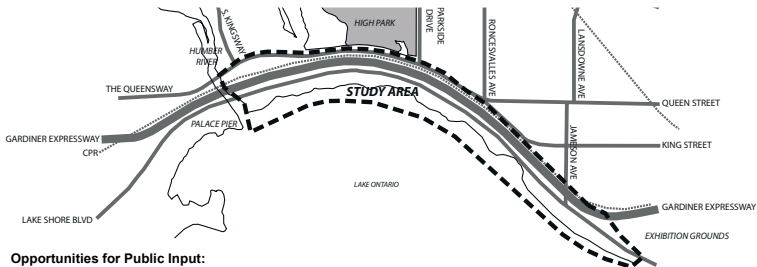 S. KINGSWAY
HIGH PARK
PARKSIDE
DRIVE
RONCESVALLES AVE
LANSDOWNE AVE
HUMBER
RIVER
THE QUEENSWAY
STUDY AREA
QUEEN STREET
PALACE PIER
GARDINER EXPRESSWAY
CPR
JAMESON AVE
KING STREET
LAKE ONTARIO
LAKE SHORE BLVD
GARDINER EXPRESSWAY
EXHIBITION GROUNDS
Opportunities for Public Input: